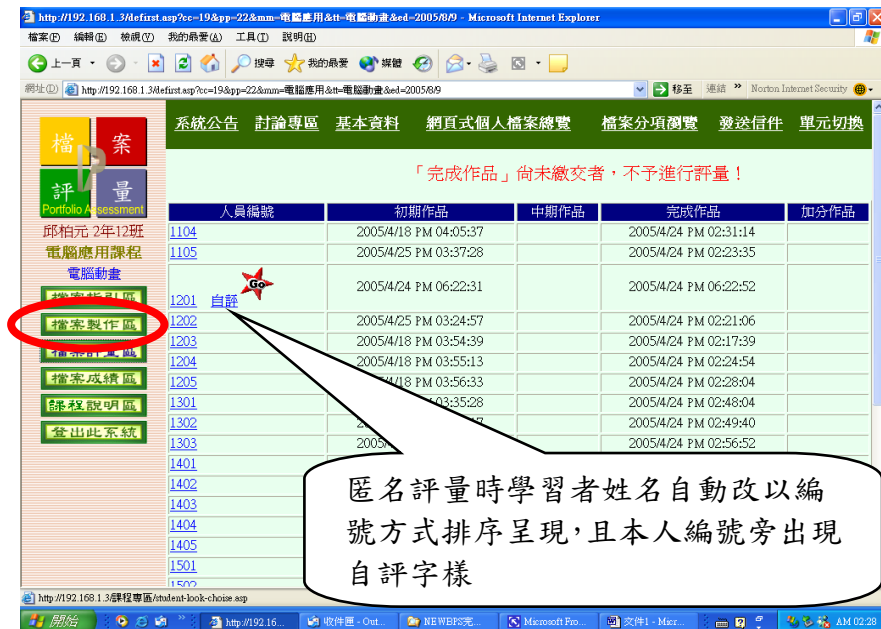 http://192.168.1.3/defirst.asp?cc=19&pp=22&mm=電腦應用&tt=電腦動畫&ed=2005/8/9 - Microsoft Internet Explorer
檔案(F) 編輯(E) 檢視(V) 我的最愛(A) 工具(T) 說明(H)
上一頁 搜尋 我的最愛 媒體
網址(D) http://192.168.1.3/defirst.asp?cc=19&pp=22&mm=電腦應用&tt=電腦動畫&ed=2005/8/9 移至 連結 » Norton Internet Security
系統公告 討論專區 基本資料 網頁式個人檔案總覽 檔案分項瀏覽 發送信件 單元切換
檔 案
評 量
P
Portfolio Assessment
邱柏元 2年12班
電腦應用課程
電腦動畫
檔案指引區
檔案製作區
檔案評量區
檔案成績區
課程說明區
登出此系統
「完成作品」尚未繳交者，不予進行評量！
人員編號 初期作品 中期作品 完成作品 加分作品
1104 2005/4/18 PM 04:05:37 2005/4/24 PM 02:31:14
1105 2005/4/25 PM 03:37:28 2005/4/24 PM 02:23:35
1201 自評 Go 2005/4/24 PM 06:22:31 2005/4/24 PM 06:22:52
1202 2005/4/25 PM 03:24:57 2005/4/24 PM 02:21:06
1203 2005/4/18 PM 03:54:39 2005/4/24 PM 02:17:39
1204 2005/4/18 PM 03:55:13 2005/4/24 PM 02:24:54
1205 2005/4/18 PM 03:56:33 2005/4/24 PM 02:28:04
1301 03:35:28 2005/4/24 PM 02:48:04
1302 2005/4/24 PM 02:49:40
1303 2005/4/24 PM 02:56:52
1401
1402
1403
1404
1405
1501
1502
匿名評量時學習者姓名自動改以編
號方式排序呈現，且本人編號旁出現
自評字樣
http://192.168.1.3/課程專區/student-look-choise.asp
開始 http://192.16... 收件匣 - Out... NEWBPS完... Microsoft Fro... 文件1 - Micr... AM 02:28